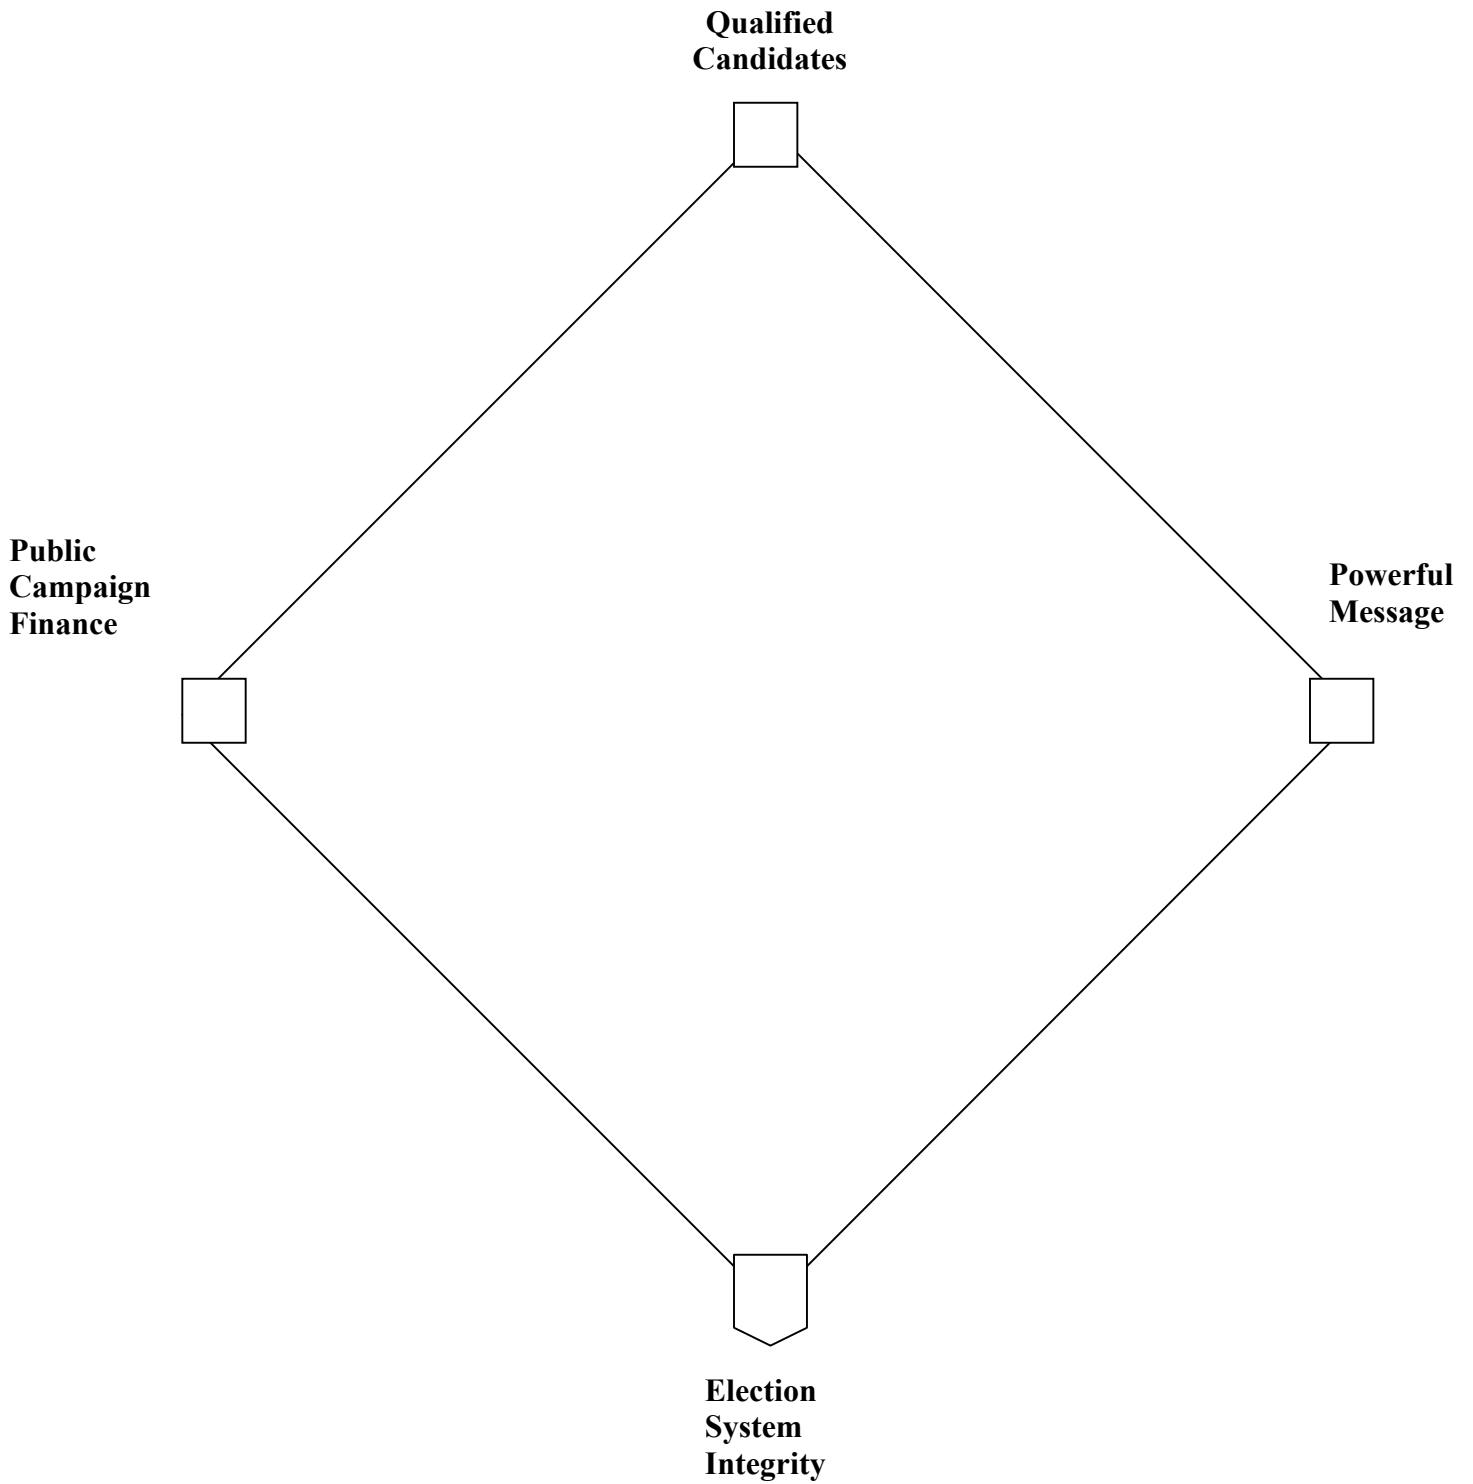 Qualified
Candidates
Public
Campaign
Finance
Powerful
Message
Election
System
Integrity